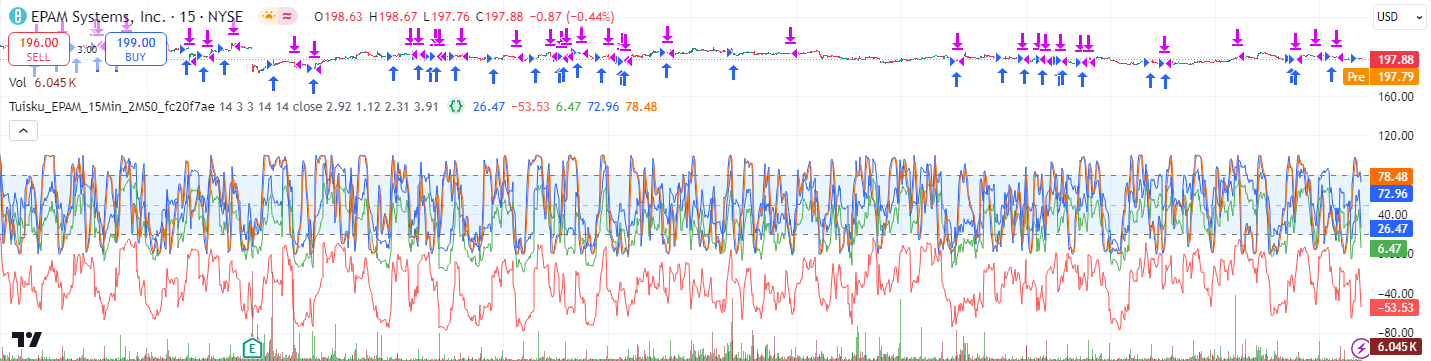 EPAM Systems, Inc. · 15 · NYSE O198.63 H198.67 L197.76 C197.88 −0.87 (−0.44%)
USD
196.00
SELL
3.00
199.00
BUY
197.88
Pre 197.79
Vol 6.045 K
160.00
Tuisku_EPAM_15Min_2MS0_fc20f7ae 14 3 3 14 14 close 2.92 1.12 2.31 3.91 {} 26.47 −53.53 6.47 72.96 78.48
120.00
78.48
72.96
40.00
26.47
6.47
−40.00
−53.53
−80.00
E
6.045 K